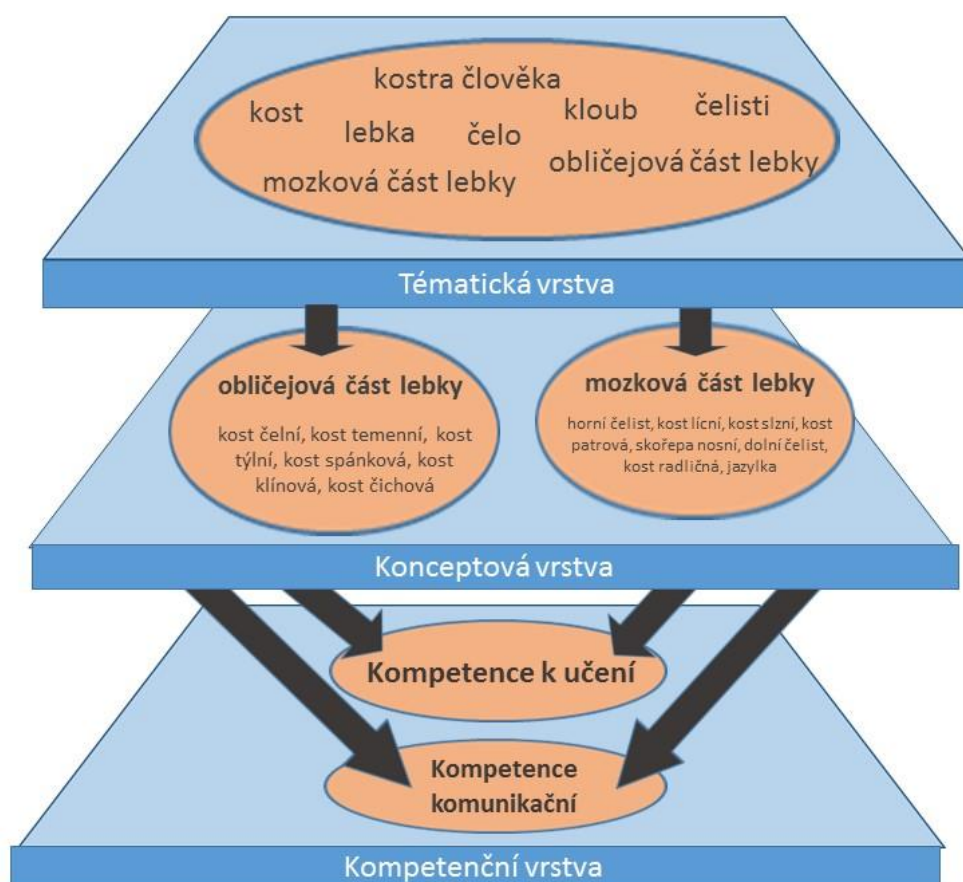 kostra člověka
kost
kloub
čelisti
lebka
čelo
obličejová část lebky
mozková část lebky
Tématická vrstva
obličejová část lebky
kost čelní, kost temenní, kost
týlní, kost spánková, kost
klínová, kost čichová
mozková část lebky
horní čelist, kost lícní, kost slzní, kost
patrová, skořepa nosní, dolní čelist,
kost radličná, jazylka
Konceptová vrstva
Kompetence k učení
Kompetence
komunikační
Kompetenční vrstva